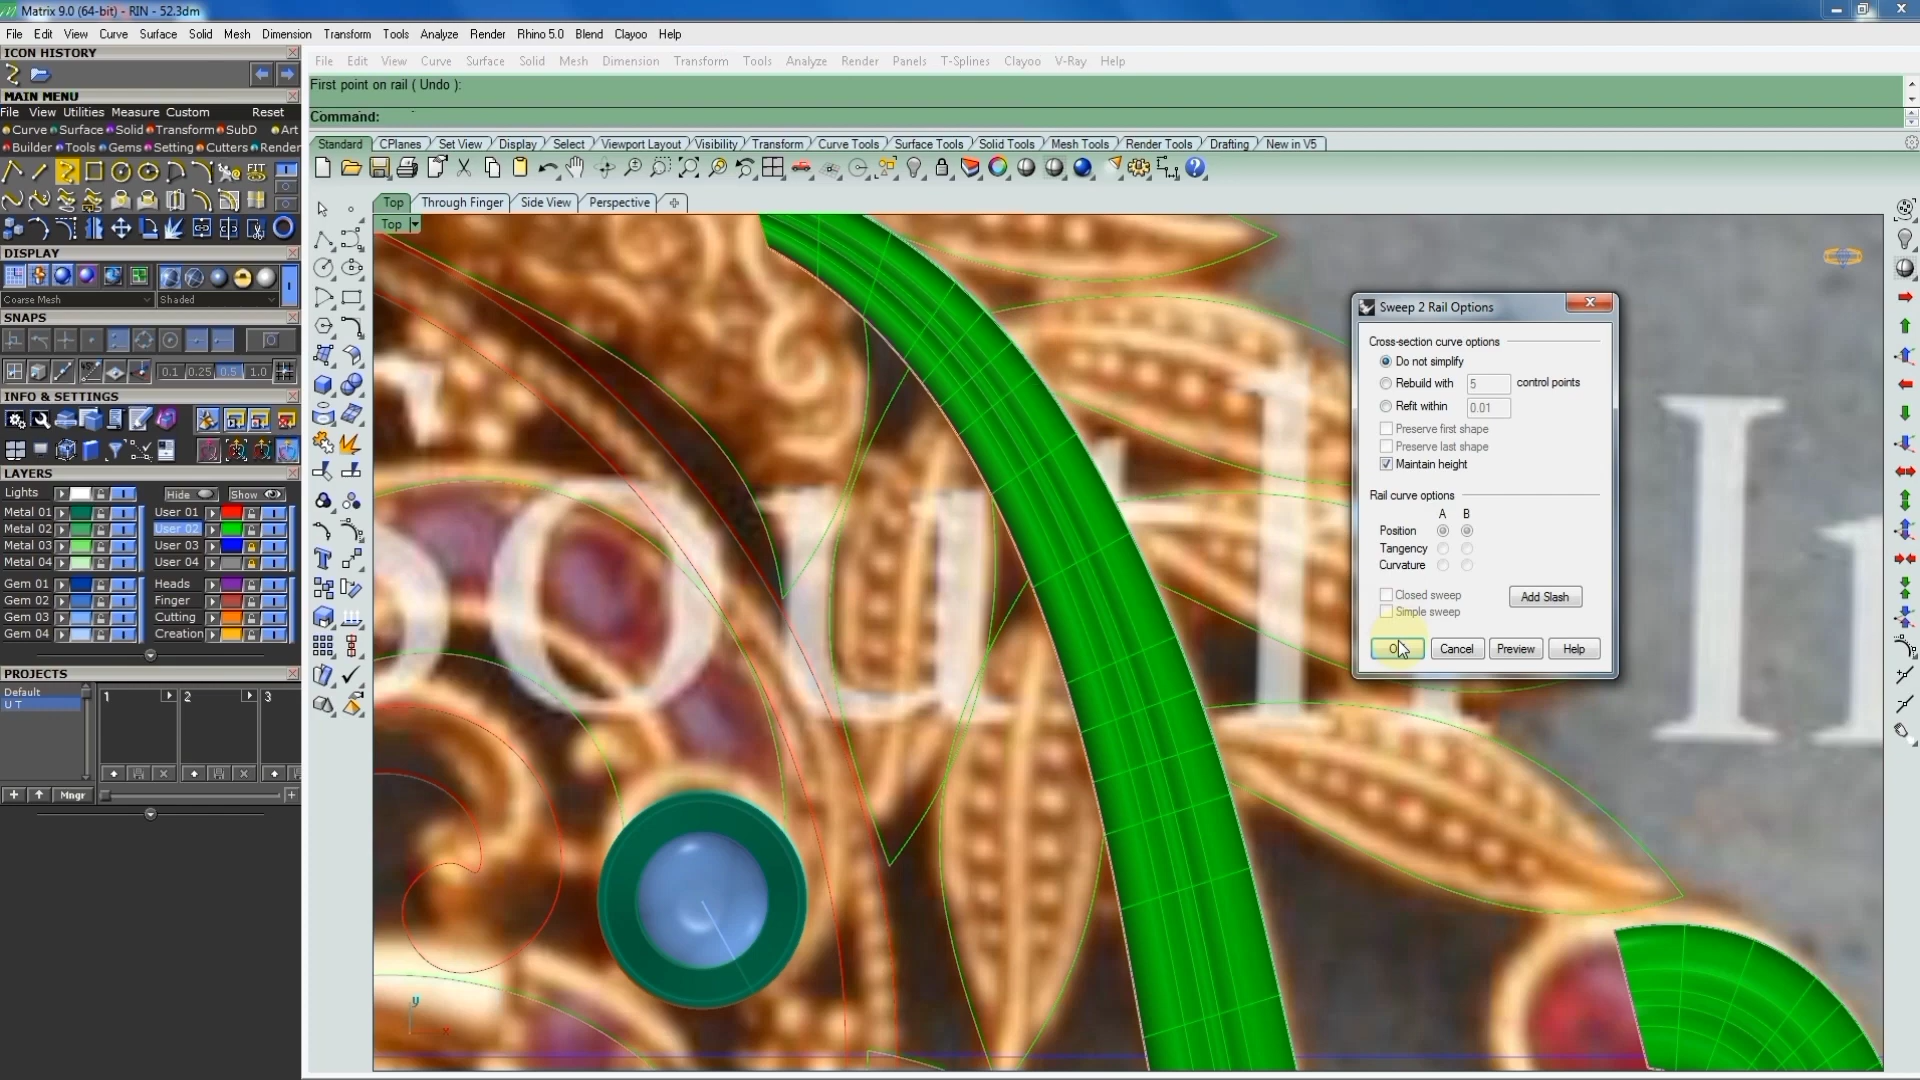 Matrix 9.0 (64-bit) - RIN - 52.3dm
File Edit View Curve Surface Solid Mesh Dimension Transform Tools Analyze Render Rhino 5.0 Blend Clayoo Help
ICON HISTORY
MAIN MENU
File View Utilities Measure Custom Reset
Curve Surface Solid Transform SubD Art
Builder Tools Gems Setting Cutters Render
DISPLAY
Coarse Mesh Shaded
SNAPS
0.1 0.25 0.5 1.0
INFO & SETTINGS
LAYERS
Lights Hide Show
Metal 01 User 01
Metal 02 User 02
Metal 03 User 03
Metal 04 User 04
Gem 01 Heads
Gem 02 Finger
Gem 03 Cutting
Gem 04 Creation
PROJECTS
Default
U T
1 2 3
Mngr
File Edit View Curve Surface Solid Mesh Dimension Transform Tools Analyze Render Panels T-Splines Clayoo V-Ray Help
First point on rail ( Undo ):
Command:
Standard CPlanes Set View Display Select Viewport Layout Visibility Transform Curve Tools Surface Tools Solid Tools Mesh Tools Render Tools Drafting New in V5
Top Through Finger Side View Perspective
Top
Sweep 2 Rail Options
Cross-section curve options
Do not simplify
Rebuild with 5 control points
Refit within 0.01
Preserve first shape
Preserve last shape
Maintain height
Rail curve options
A B
Position
Tangency
Curvature
Closed sweep
Add Slash
Simple sweep
Cancel Preview Help
y
x